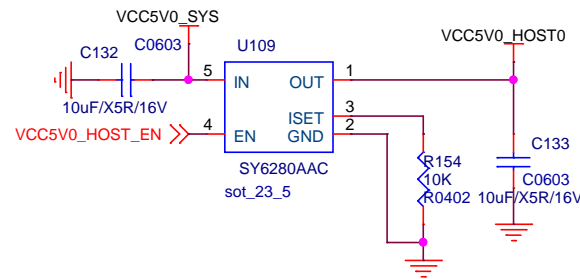 VCC5V0_SYS
C132
C0603
10uF/X5R/16V
VCC5V0_HOST_EN
U109
5
IN
OUT
1
ISET
3
4
EN
GND
2
SY6280AAC
sot_23_5
VCC5V0_HOST0
R154
10K
R0402
C133
C0603
10uF/X5R/16V